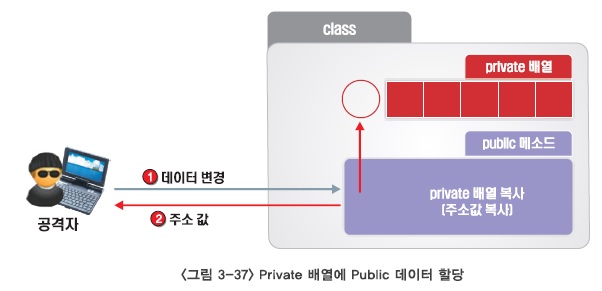 class
private 배열
public 메소드
① 데이터 변경
private 배열 복사
(주소값 복사)
② 주소 값
공격자
<그림 3-37> Private 배열에 Public 데이터 할당